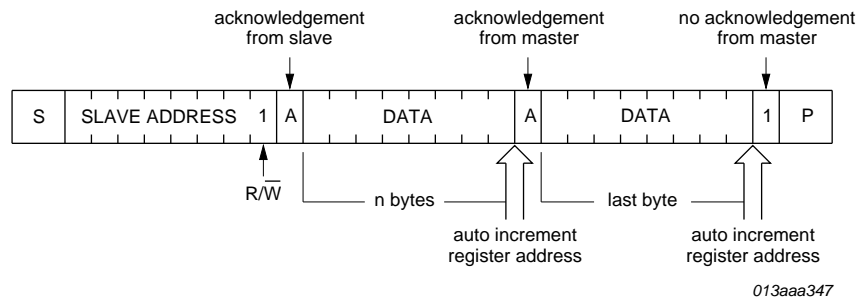 acknowledgement
from slave
acknowledgement
from master
no acknowledgement
from master
S SLAVE ADDRESS 1 A DATA A DATA 1 P
R/W̅
n bytes
last byte
auto increment
register address
auto increment
register address
013aaa347